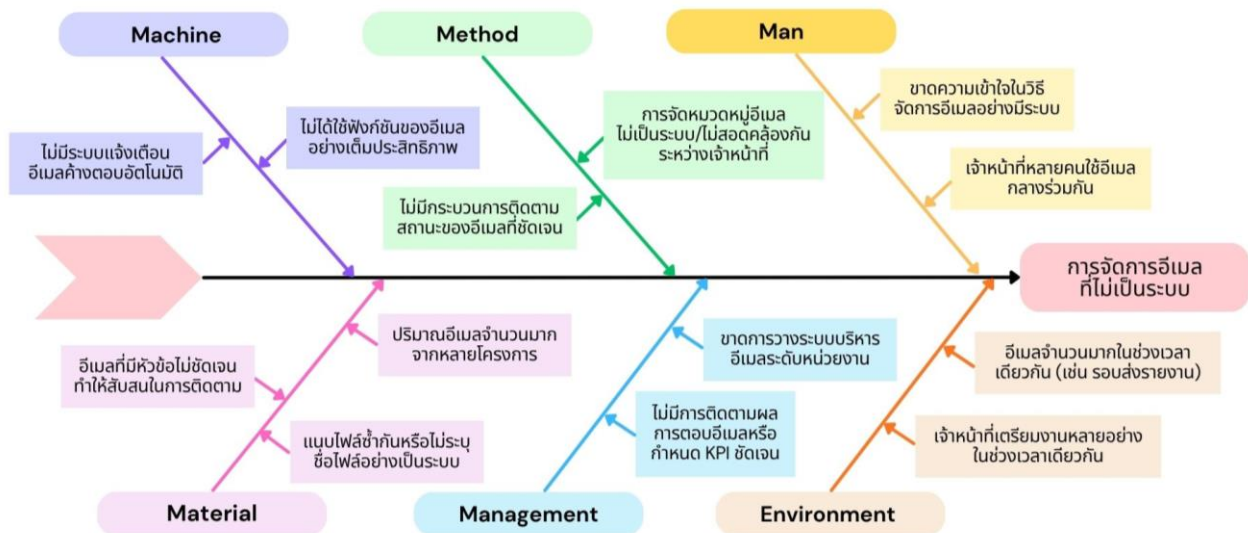 Machine
Method
Man
ไม่มีระบบแจ้งเตือน
อีเมลค้างตอบอัตโนมัติ
ไม่ได้ใช้ฟังก์ชันของอีเมล
อย่างเต็มประสิทธิภาพ
การจัดหมวดหมู่อีเมล
ไม่เป็นระบบ/ไม่สอดคล้องกัน
ระหว่างเจ้าหน้าที่
ไม่มีกระบวนการติดตาม
สถานะของอีเมลที่ชัดเจน
ขาดความเข้าใจในวิธี
จัดการอีเมลอย่างมีระบบ
เจ้าหน้าที่หลายคนใช้อีเมล
กลางร่วมกัน
การจัดการอีเมล
ที่ไม่เป็นระบบ
อีเมลที่มีหัวข้อไม่ชัดเจน
ทำให้สับสนในการติดตาม
ปริมาณอีเมลจำนวนมาก
จากหลายโครงการ
แนบไฟล์ซ้ำกันหรือไม่ระบุ
ชื่อไฟล์อย่างเป็นระบบ
ขาดการวางระบบบริหาร
อีเมลระดับหน่วยงาน
ไม่มีการติดตามผล
การตอบอีเมลหรือ
กำหนด KPI ชัดเจน
อีเมลจำนวนมากในช่วงเวลา
เดียวกัน (เช่น รอบส่งรายงาน)
เจ้าหน้าที่เตรียมงานหลายอย่าง
ในช่วงเวลาเดียวกัน
Material
Management
Environment